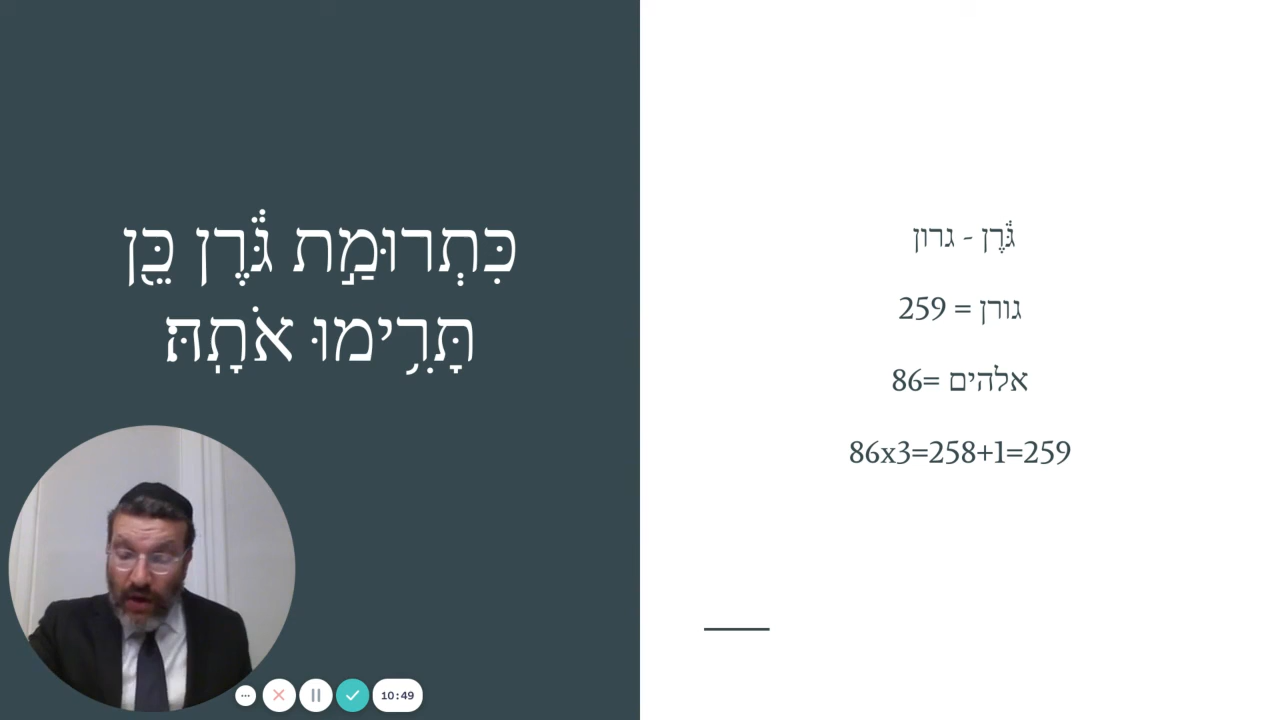 כִּתְרוּמַ֣ת גֹּ֔רֶן כֵּ֖ן
תָּרִ֥ימוּ אֹתָֽהּ׃
גֹּ֔רֶן - גרון
גורן = 259
אלהים =86
86x3=258+1=259
10:49